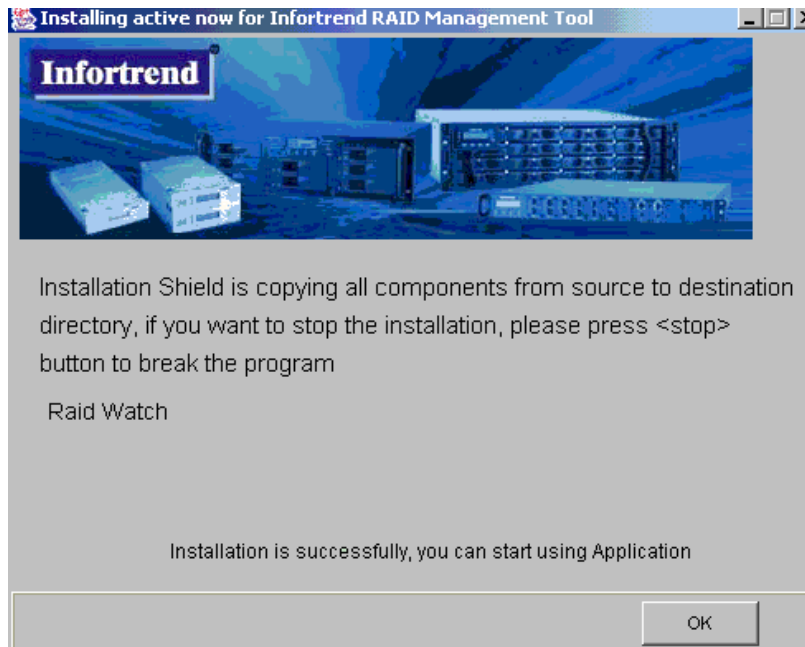 Installing active now for Infortrend RAID Management Tool
Infortrend
Installation Shield is copying all components from source to destination
directory, if you want to stop the installation, please press <stop>
button to break the program
Raid Watch
Installation is successfully, you can start using Application
OK